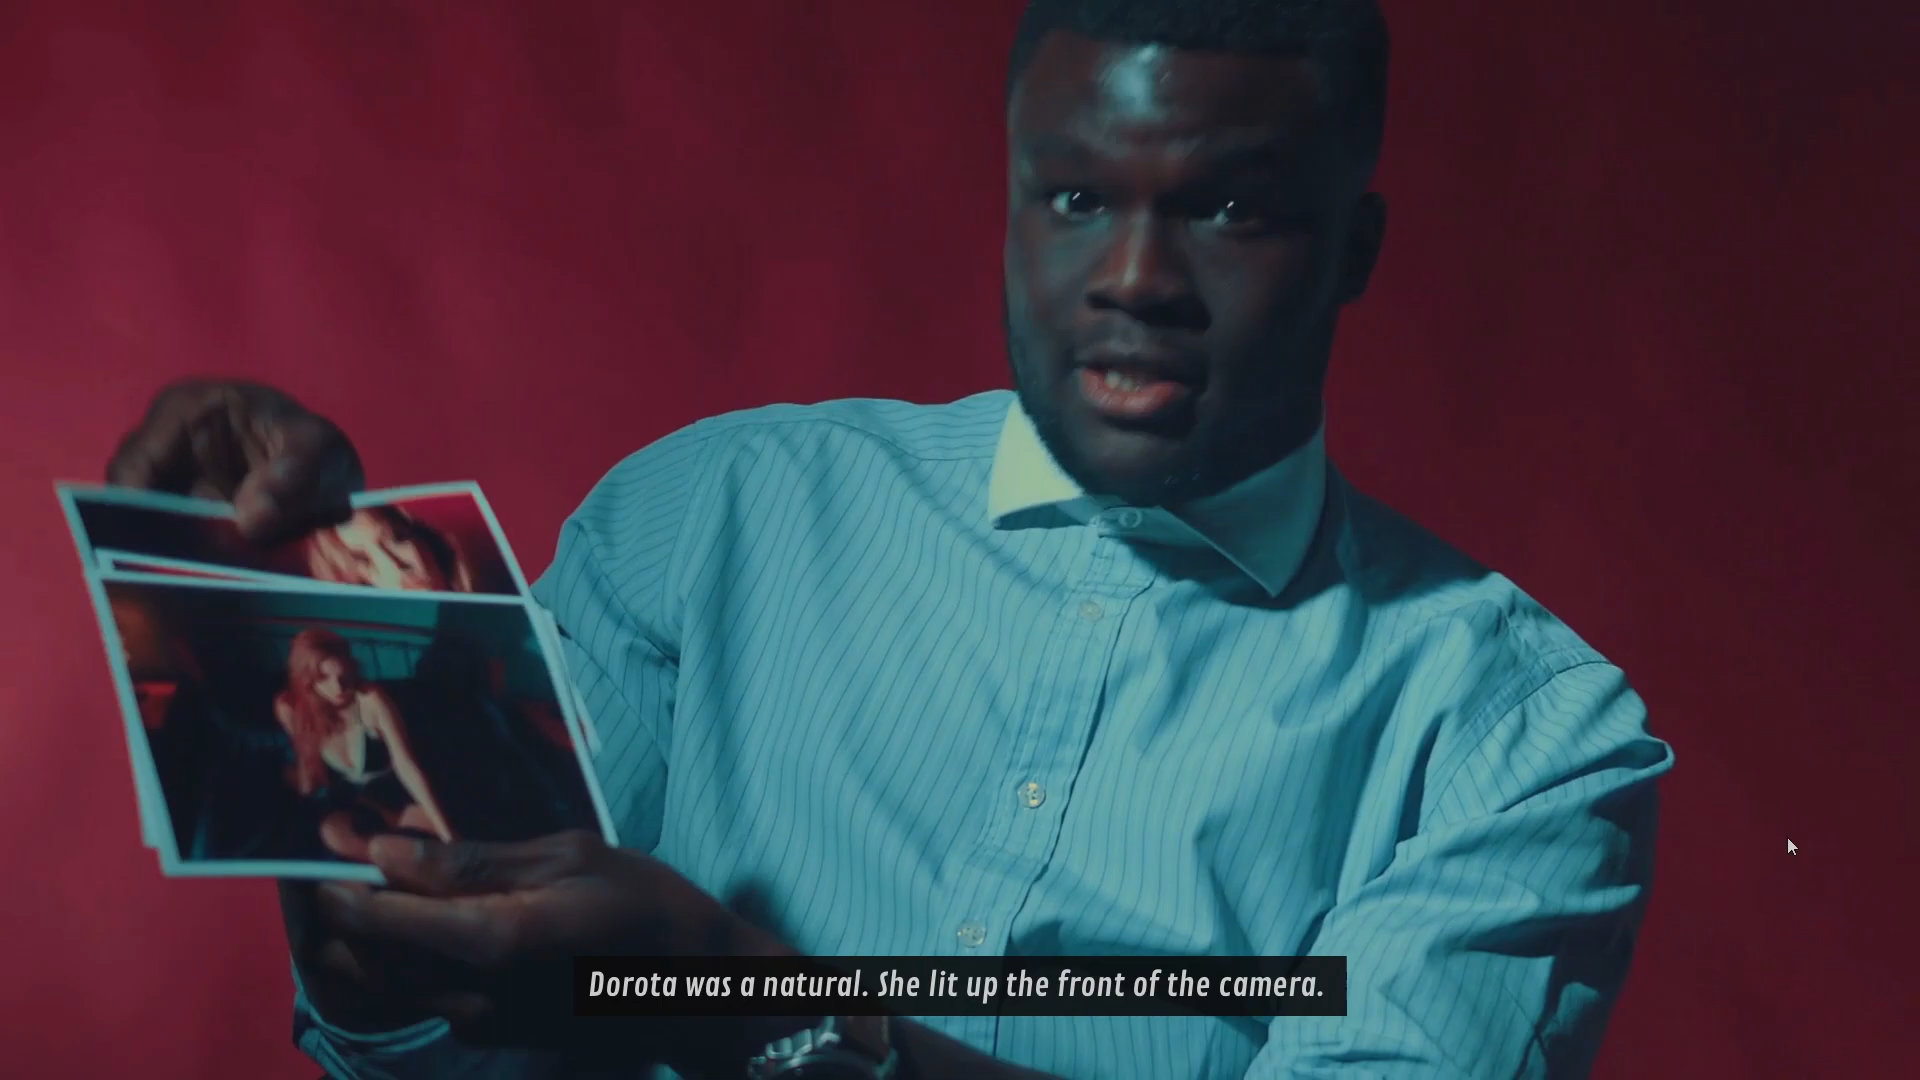 Dorota was a natural. She lit up the front of the camera.